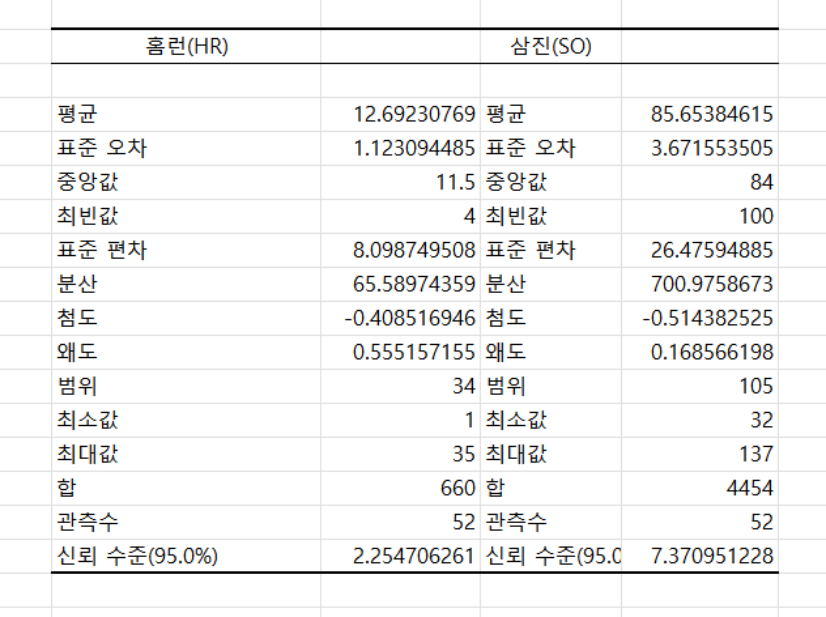 홈런(HR) 삼진(SO)
평균 12.69230769 평균 85.65384615
표준 오차 1.123094485 표준 오차 3.671553505
중앙값 11.5 중앙값 84
최빈값 4 최빈값 100
표준 편차 8.098749508 표준 편차 26.47594885
분산 65.58974359 분산 700.9758673
첨도 -0.408516946 첨도 -0.514382525
왜도 0.555157155 왜도 0.168566198
범위 34 범위 105
최소값 1 최소값 32
최대값 35 최대값 137
합 660 합 4454
관측수 52 관측수 52
신뢰 수준(95.0%) 2.254706261 신뢰 수준(95.0 7.370951228